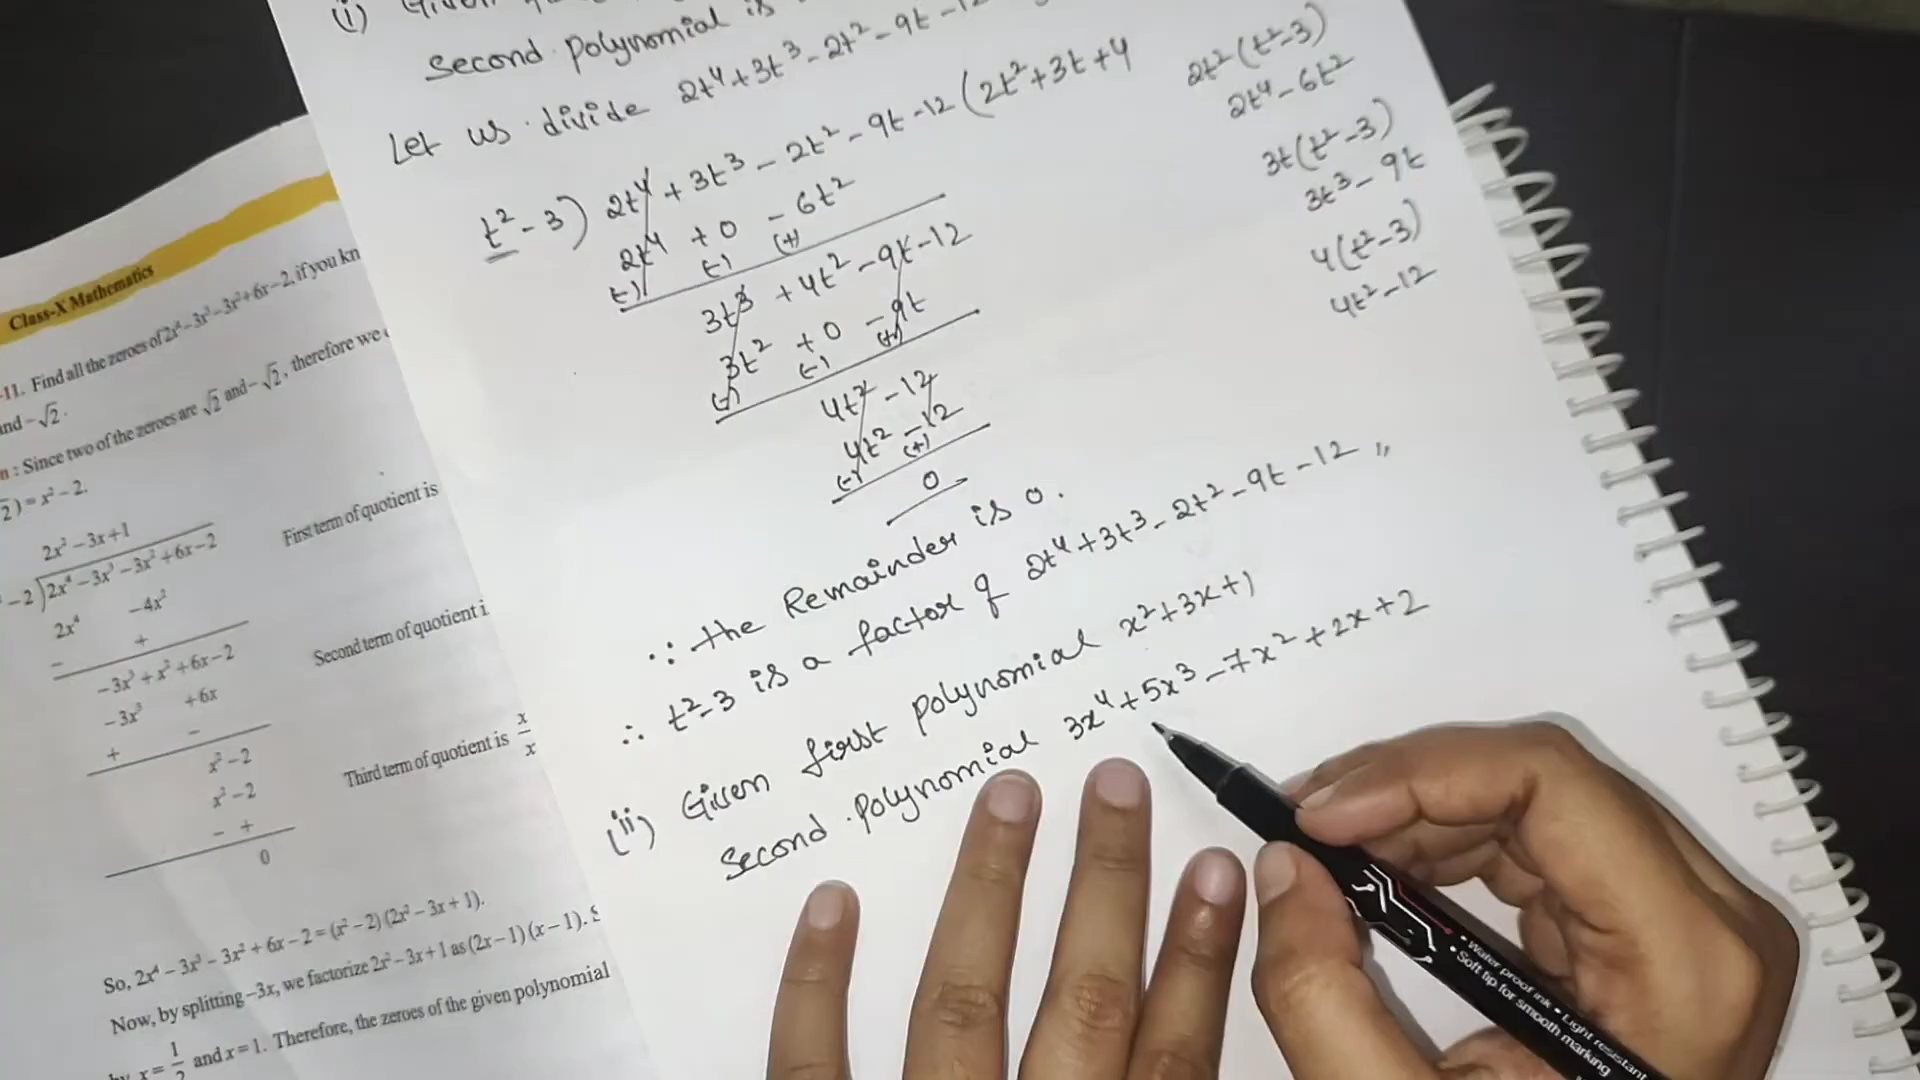 (i) Given
Second polynomial is
Let us divide 2t⁴+3t³-2t²-9t-12
t²-3) 2t⁴+3t³-2t²-9t-12 (2t²+3t+4
2t⁴ +0 -6t²
(-) (-) (+)
3t³ +4t² -9t-12
3t² +0 -9t
(-) (-) (+)
4t²-12
4t²-12
(-) (+)
0
∵ the Remainder is 0.
∴ t²-3 is a factor of 2t⁴+3t³-2t²-9t-12 "
(ii) Given first polynomial x²+3x+1
Second polynomial 3x⁴+5x³-7x²+2x+2
2t²(t²-3)
2t⁴-6t²
3t(t²-3)
3t³-9t
4(t²-3)
4t²-12
Class-X Mathematics
-11. Find all the zeroes of 2x⁴-3x³-3x²+6x-2, if you kn
and -√2.
n : Since two of the zeroes are √2 and -√2, therefore we
2) = x²-2.
2x²-3x+1
-2) 2x⁴-3x³-3x²+6x-2
2x⁴ -4x²
- +
-3x³+x²+6x-2
-3x³ +6x
+ -
x²-2
x²-2
- +
0
First term of quotient is
Second term of quotient i
Third term of quotient is x/x
So, 2x⁴-3x³-3x²+6x-2 = (x²-2)(2x²-3x+1).
Now, by splitting -3x, we factorize 2x²-3x+1 as (2x-1)(x-1). S
by x = 1/2 and x = 1. Therefore, the zeroes of the given polynomial
• Water proof ink • Light resistant
• Soft tip for smooth marking